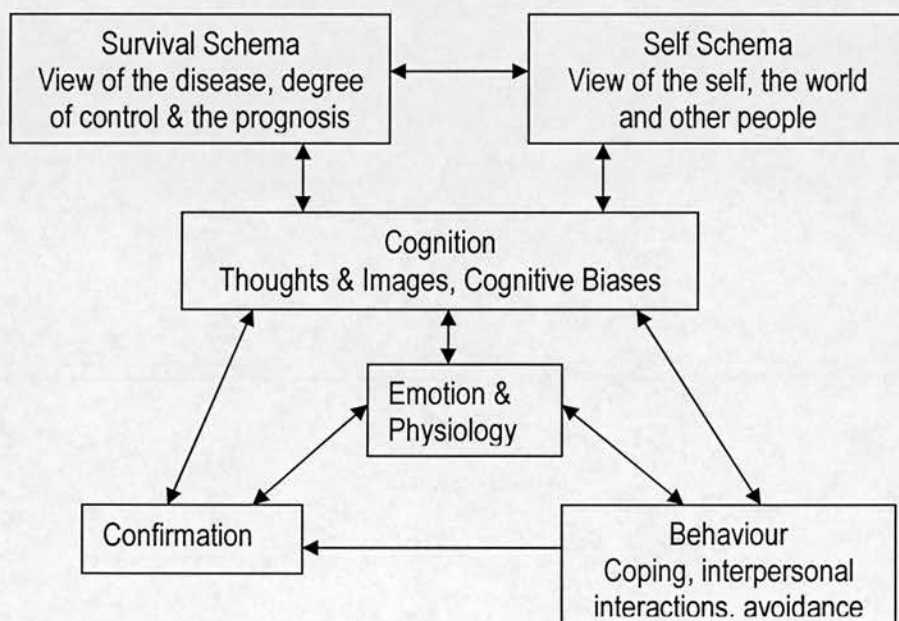 Survival Schema
View of the disease, degree
of control & the prognosis
Self Schema
View of the self, the world
and other people
Cognition
Thoughts & Images, Cognitive Biases
Emotion &
Physiology
Confirmation
Behaviour
Coping, interpersonal
interactions, avoidance